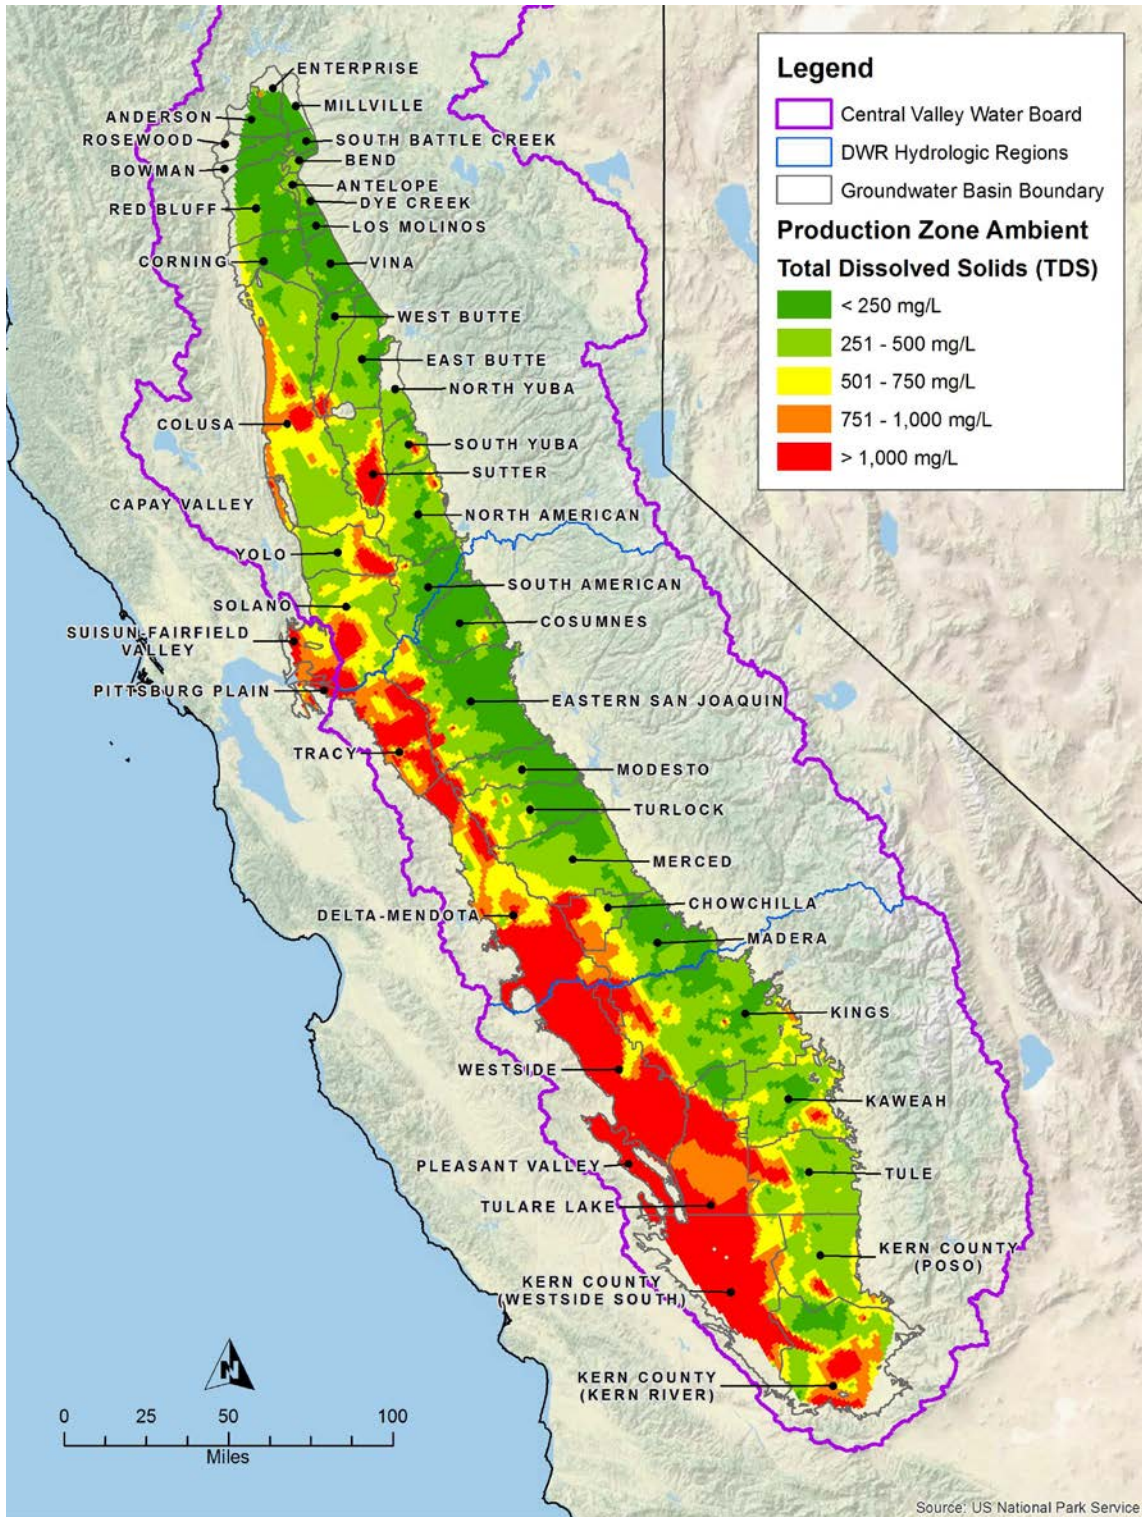 ENTERPRISE
MILLVILLE
ANDERSON
ROSEWOOD
SOUTH BATTLE CREEK
BEND
BOWMAN
ANTELOPE
DYE CREEK
RED BLUFF
LOS MOLINOS
CORNING
VINA
WEST BUTTE
EAST BUTTE
NORTH YUBA
COLUSA
SOUTH YUBA
SUTTER
CAPAY VALLEY
NORTH AMERICAN
YOLO
SOUTH AMERICAN
SOLANO
COSUMNES
SUISUN-FAIRFIELD
VALLEY
PITTSBURG PLAIN
EASTERN SAN JOAQUIN
TRACY
MODESTO
TURLOCK
MERCED
CHOWCHILLA
DELTA-MENDOTA
MADERA
KINGS
WESTSIDE
KAWEAH
PLEASANT VALLEY
TULE
TULARE LAKE
KERN COUNTY
(POSO)
KERN COUNTY
(WESTSIDE SOUTH)
KERN COUNTY
(KERN RIVER)
Legend
Central Valley Water Board
DWR Hydrologic Regions
Groundwater Basin Boundary
Production Zone Ambient
Total Dissolved Solids (TDS)
< 250 mg/L
251 - 500 mg/L
501 - 750 mg/L
751 - 1,000 mg/L
> 1,000 mg/L
N
0 25 50 100
Miles
Source: US National Park Service